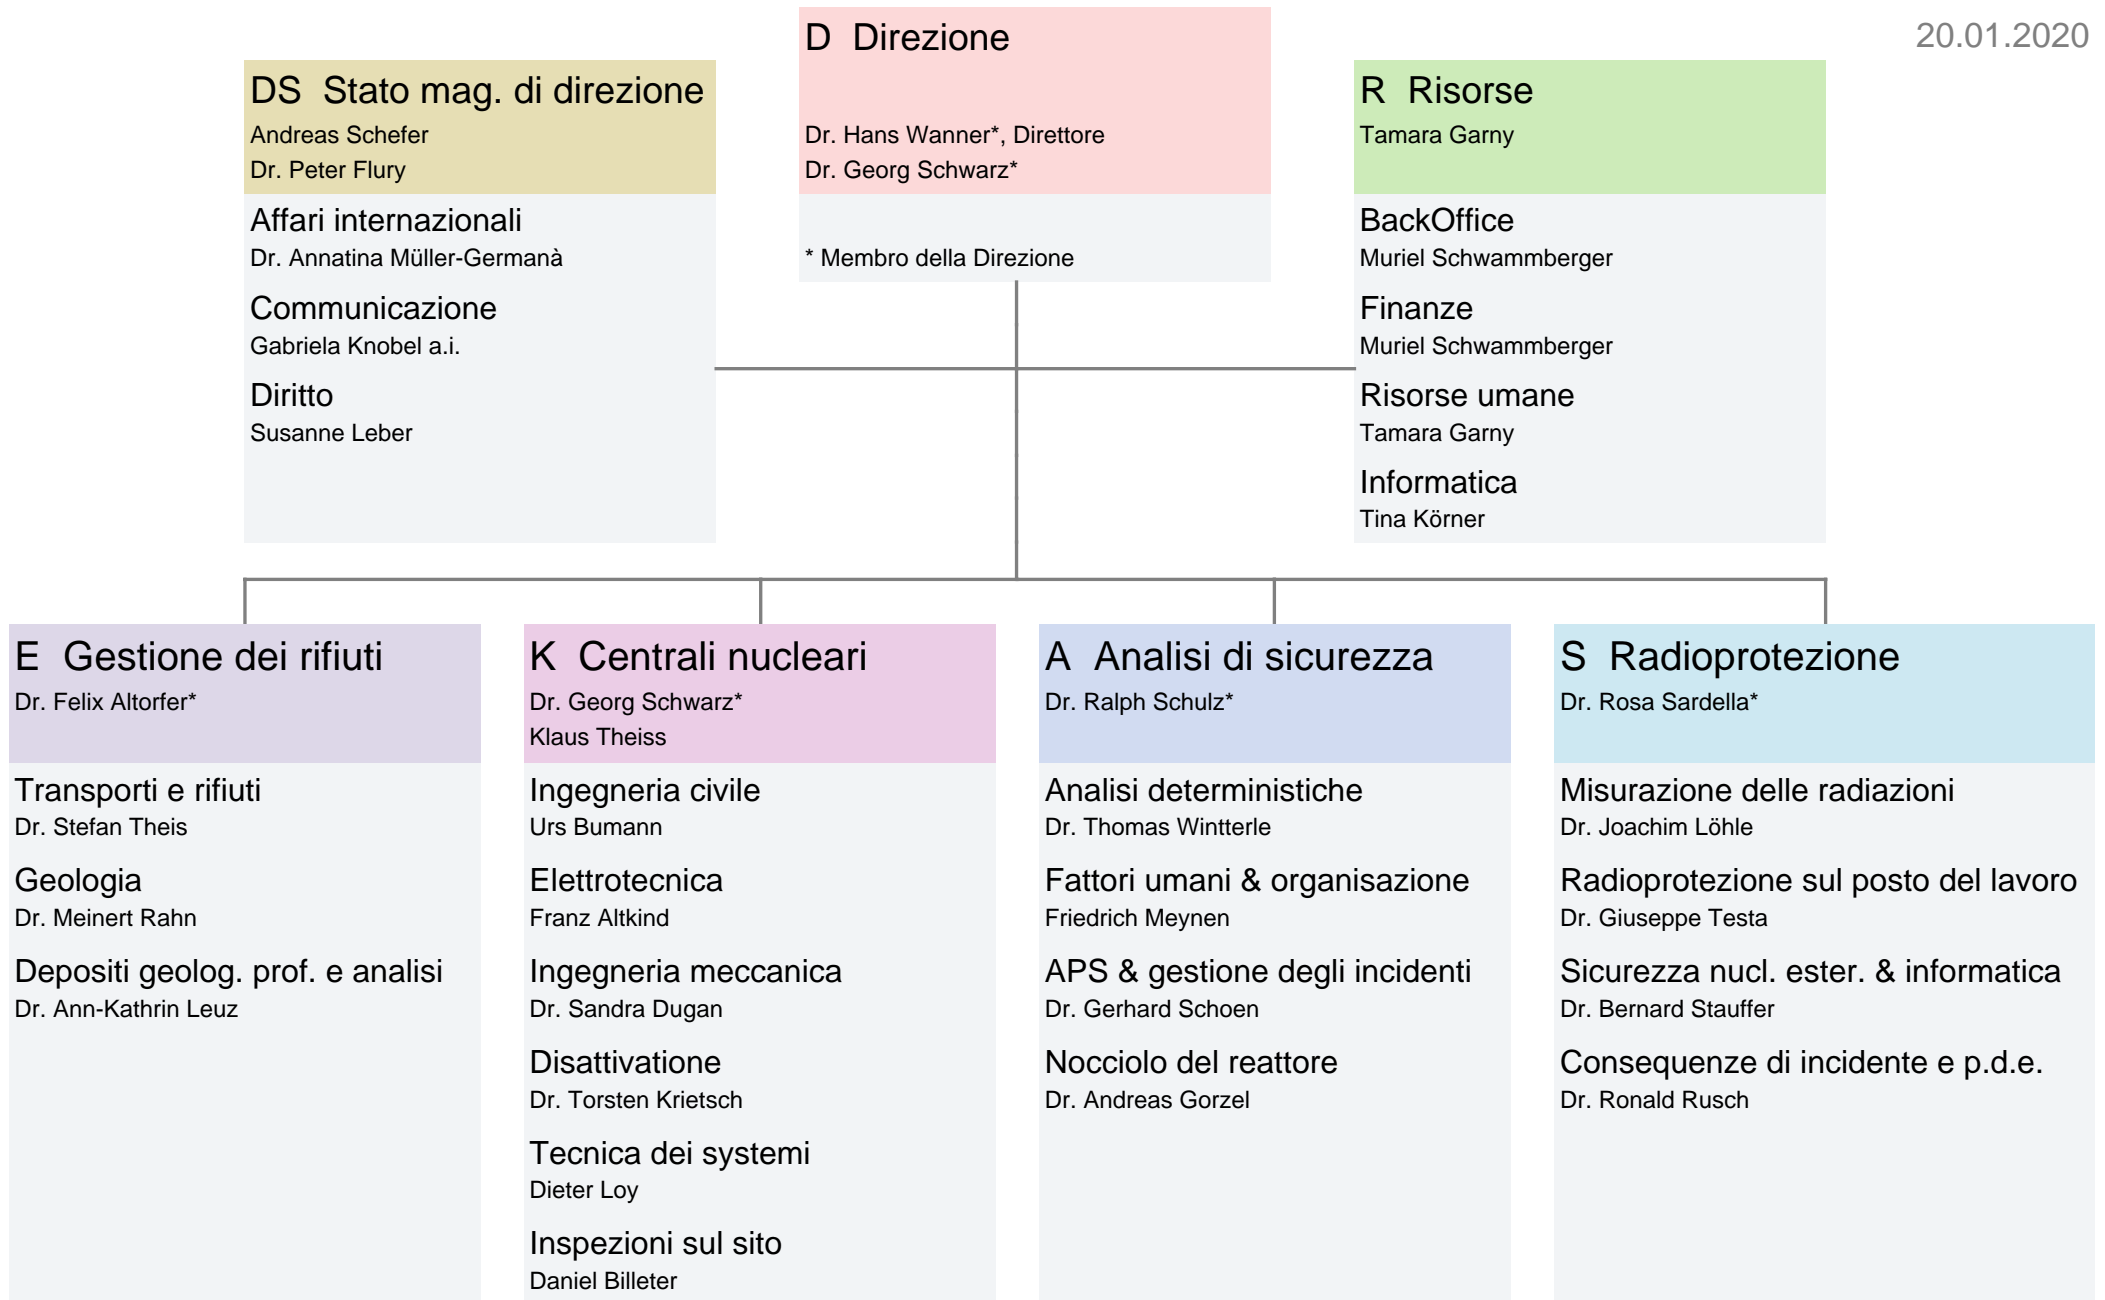 20.01.2020
D Direzione
Dr. Hans Wanner*, Direttore
Dr. Georg Schwarz*
* Membro della Direzione
DS Stato mag. di direzione
Andreas Schefer
Dr. Peter Flury
Affari internazionali
Dr. Annatina Müller-Germanà
Communicazione
Gabriela Knobel a.i.
Diritto
Susanne Leber
R Risorse
Tamara Garny
BackOffice
Muriel Schwammberger
Finanze
Muriel Schwammberger
Risorse umane
Tamara Garny
Informatica
Tina Körner
E Gestione dei rifiuti
Dr. Felix Altorfer*
Transporti e rifiuti
Dr. Stefan Theis
Geologia
Dr. Meinert Rahn
Depositi geolog. prof. e analisi
Dr. Ann-Kathrin Leuz
K Centrali nucleari
Dr. Georg Schwarz*
Klaus Theiss
Ingegneria civile
Urs Bumann
Elettrotecnica
Franz Altkind
Ingegneria meccanica
Dr. Sandra Dugan
Disattivatione
Dr. Torsten Krietsch
Tecnica dei systemi
Dieter Loy
Inspezioni sul sito
Daniel Billeter
A Analisi di sicurezza
Dr. Ralph Schulz*
Analisi deterministiche
Dr. Thomas Wintterle
Fattori umani & organisazione
Friedrich Meynen
APS & gestione degli incidenti
Dr. Gerhard Schoen
Nocciolo del reattore
Dr. Andreas Gorzel
S Radioprotezione
Dr. Rosa Sardella*
Misurazione delle radiazioni
Dr. Joachim Löhle
Radioprotezione sul posto del lavoro
Dr. Giuseppe Testa
Sicurezza nucl. ester. & informatica
Dr. Bernard Stauffer
Consequenze di incidente e p.d.e.
Dr. Ronald Rusch